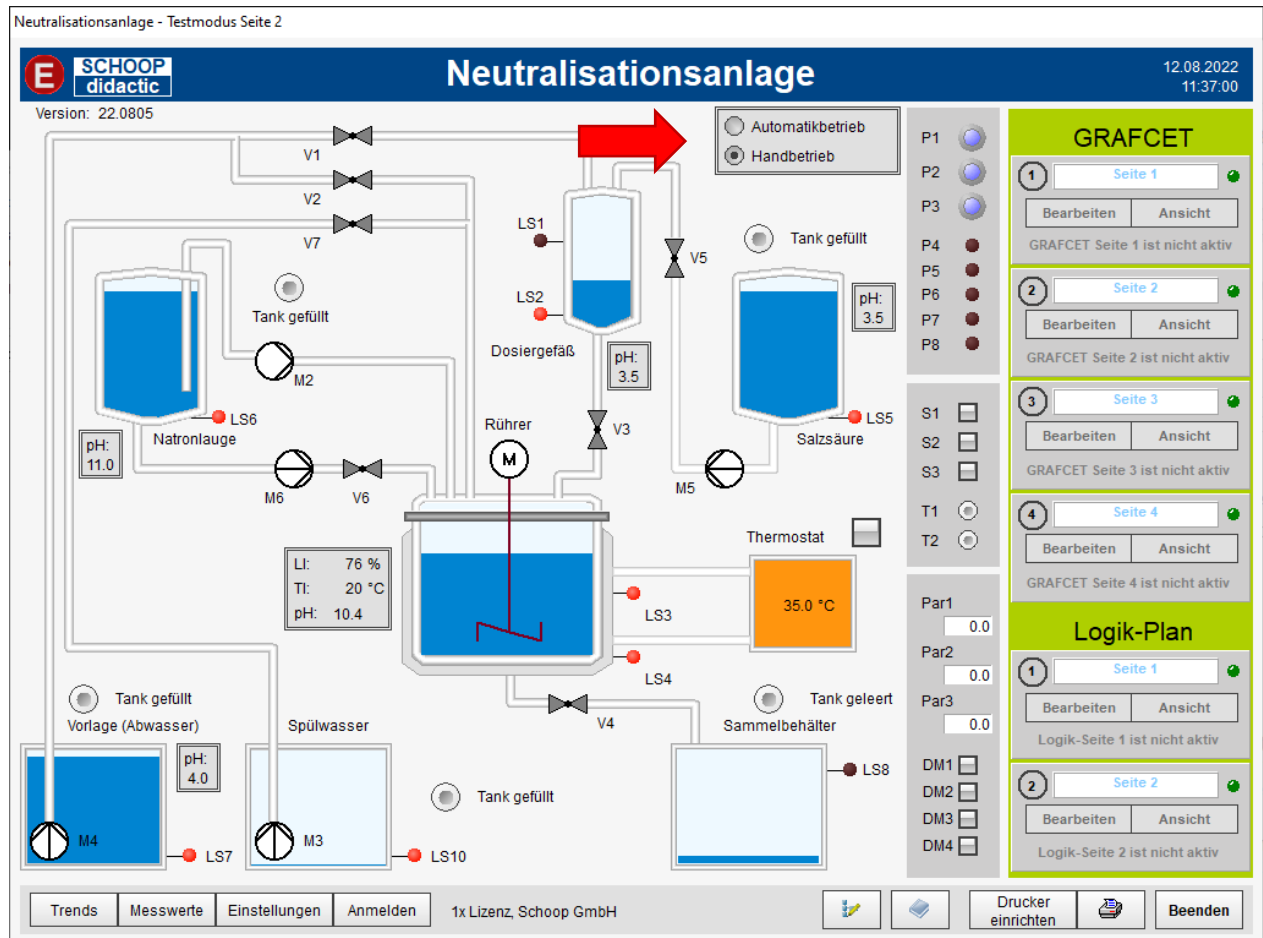 Neutralisationsanlage - Testmodus Seite 2
E SCHOOP
didactic
Neutralisationsanlage
12.08.2022
11:37:00
Version: 22.0805
V1
V2
V7
Automatikbetrieb
Handbetrieb
LS1
LS2
V5
Tank gefüllt
Tank gefüllt
pH:
3.5
Dosiergefäß
pH:
3.5
M2
LS6
Natronlauge
pH:
11.0
M6
V6
Rührer
M
V3
LS5
Salzsäure
M5
LI: 76 %
TI: 20 °C
pH: 10.4
Thermostat
35.0 °C
LS3
LS4
V4
Tank gefüllt
Vorlage (Abwasser)
pH:
4.0
M4
LS7
Spülwasser
M3
LS10
Tank gefüllt
Tank geleert
Sammelbehälter
LS8
P1
P2
P3
P4
P5
P6
P7
P8
S1
S2
S3
T1
T2
Par1
0.0
Par2
0.0
Par3
0.0
DM1
DM2
DM3
DM4
GRAFCET
1 Seite 1
Bearbeiten Ansicht
GRAFCET Seite 1 ist nicht aktiv
2 Seite 2
Bearbeiten Ansicht
GRAFCET Seite 2 ist nicht aktiv
3 Seite 3
Bearbeiten Ansicht
GRAFCET Seite 3 ist nicht aktiv
4 Seite 4
Bearbeiten Ansicht
GRAFCET Seite 4 ist nicht aktiv
Logik-Plan
1 Seite 1
Bearbeiten Ansicht
Logik-Seite 1 ist nicht aktiv
2 Seite 2
Bearbeiten Ansicht
Logik-Seite 2 ist nicht aktiv
Trends Messwerte Einstellungen Anmelden 1x Lizenz, Schoop GmbH
Drucker
einrichten
Beenden